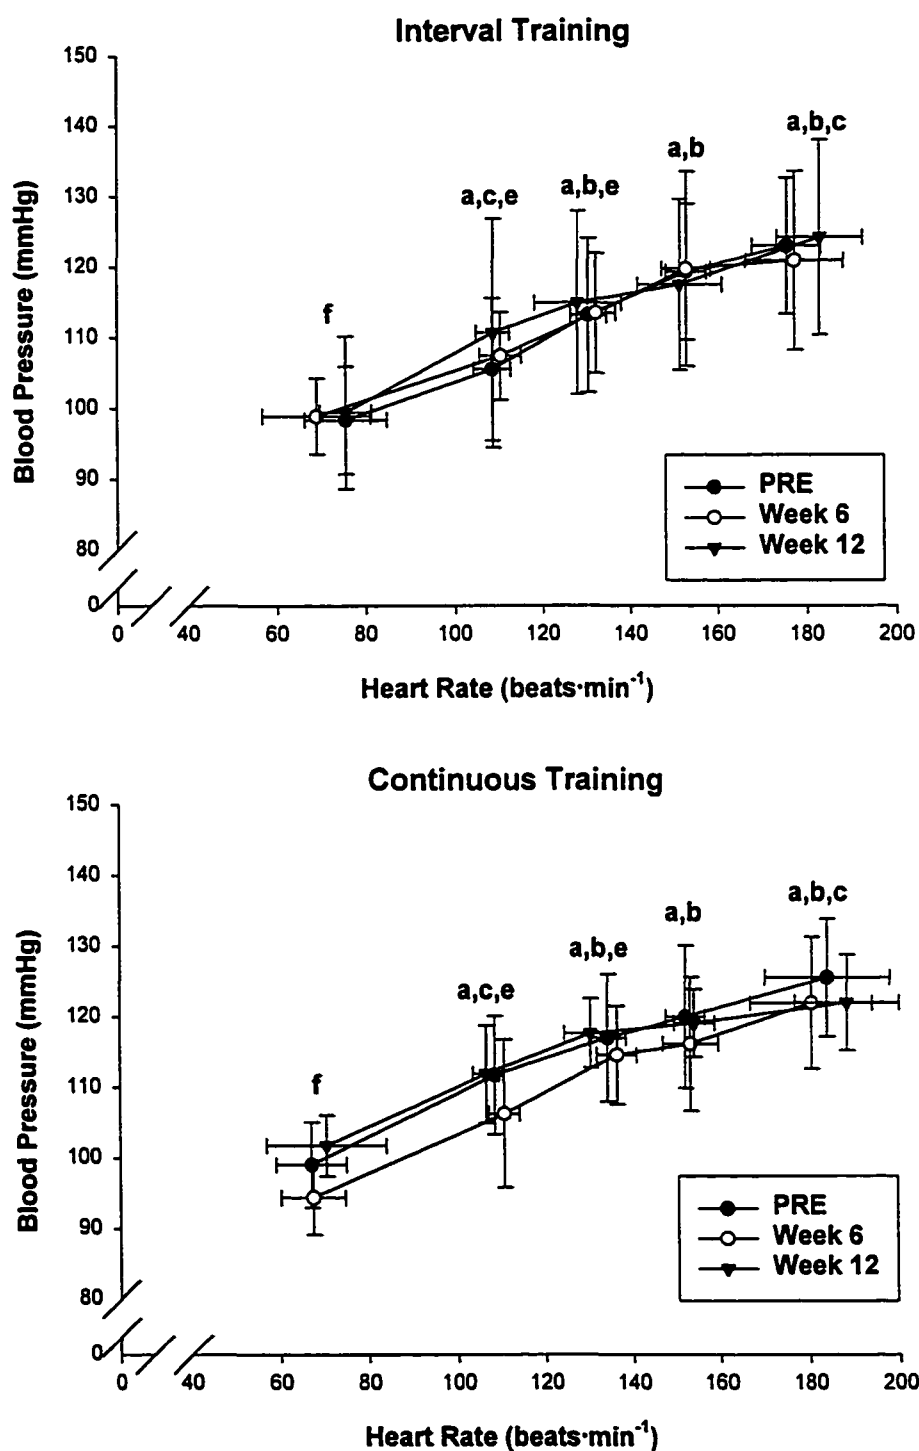 Interval Training
150
140
130
120
110
100
90
80
0
Blood Pressure (mmHg)
f
a,c,e
a,b,e
a,b
a,b,c
PRE
Week 6
Week 12
0 40 60 80 100 120 140 160 180 200
Heart Rate (beats·min⁻¹)
Continuous Training
150
140
130
120
110
100
90
80
0
Blood Pressure (mmHg)
f
a,c,e
a,b,e
a,b
a,b,c
PRE
Week 6
Week 12
0 40 60 80 100 120 140 160 180 200
Heart Rate (beats·min⁻¹)